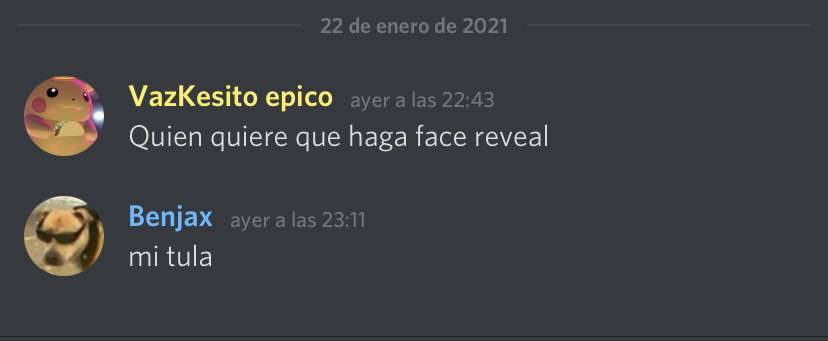 22 de enero de 2021
VazKesito epico ayer a las 22:43
Quien quiere que haga face reveal
Benjax ayer a las 23:11
mi tula